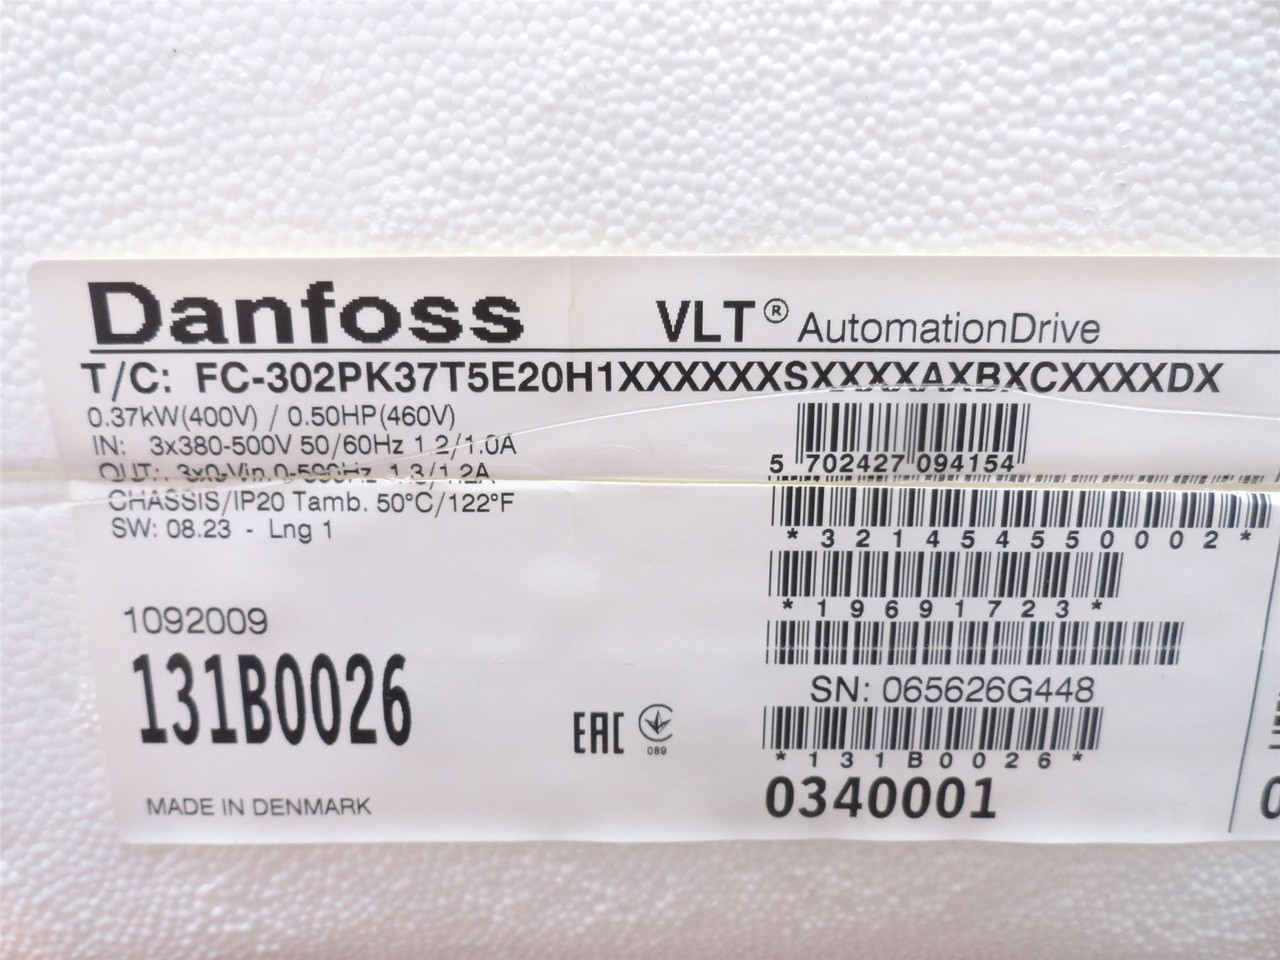 Danfoss VLT® AutomationDrive
T/C: FC-302PK37T5E20H1XXXXXXSXXXXAXBXCXXXXDX
0.37kW(400V) / 0.50HP(460V)
IN: 3x380-500V 50/60Hz 1.2/1.0A
OUT: 3x0-Vin 0-590Hz 1.3/1.2A
CHASSIS/IP20 Tamb. 50°C/122°F
SW: 08.23 - Lng 1
5 702427 094154
*321454550002*
*19691723*
1092009
131B0026
SN: 065626G448
EAC
089
*131B0026*
0340001
MADE IN DENMARK